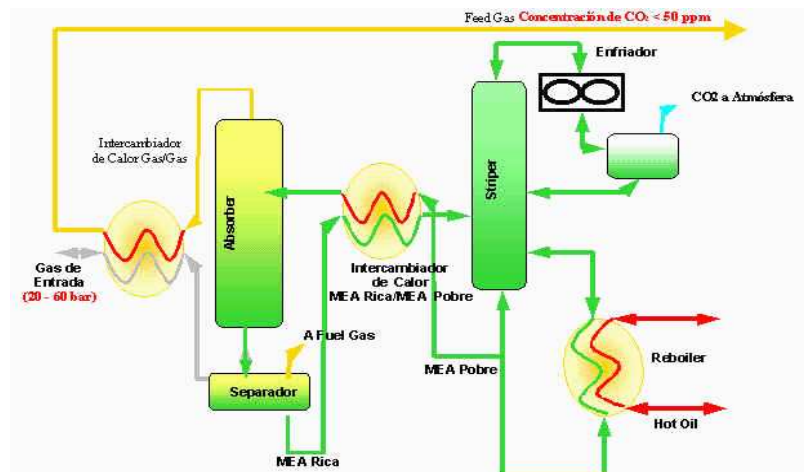 Feed Gas Concentración de CO₂ < 50 ppm
Enfriador
CO2 a Atmósfera
Intercambiador
de Calor Gas/Gas
Absorber
Striper
Gas de
Entrada
(20 - 60 bar)
Intercambiador
de Calor
MEA Rica/MEA Pobre
A Fuel Gas
Separador
MEA Pobre
Reboiler
Hot Oil
MEA Rica